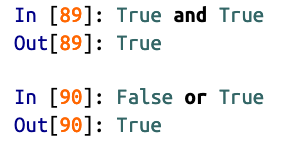 In [89]: True and True
Out[89]: True
In [90]: False or True
Out[90]: True